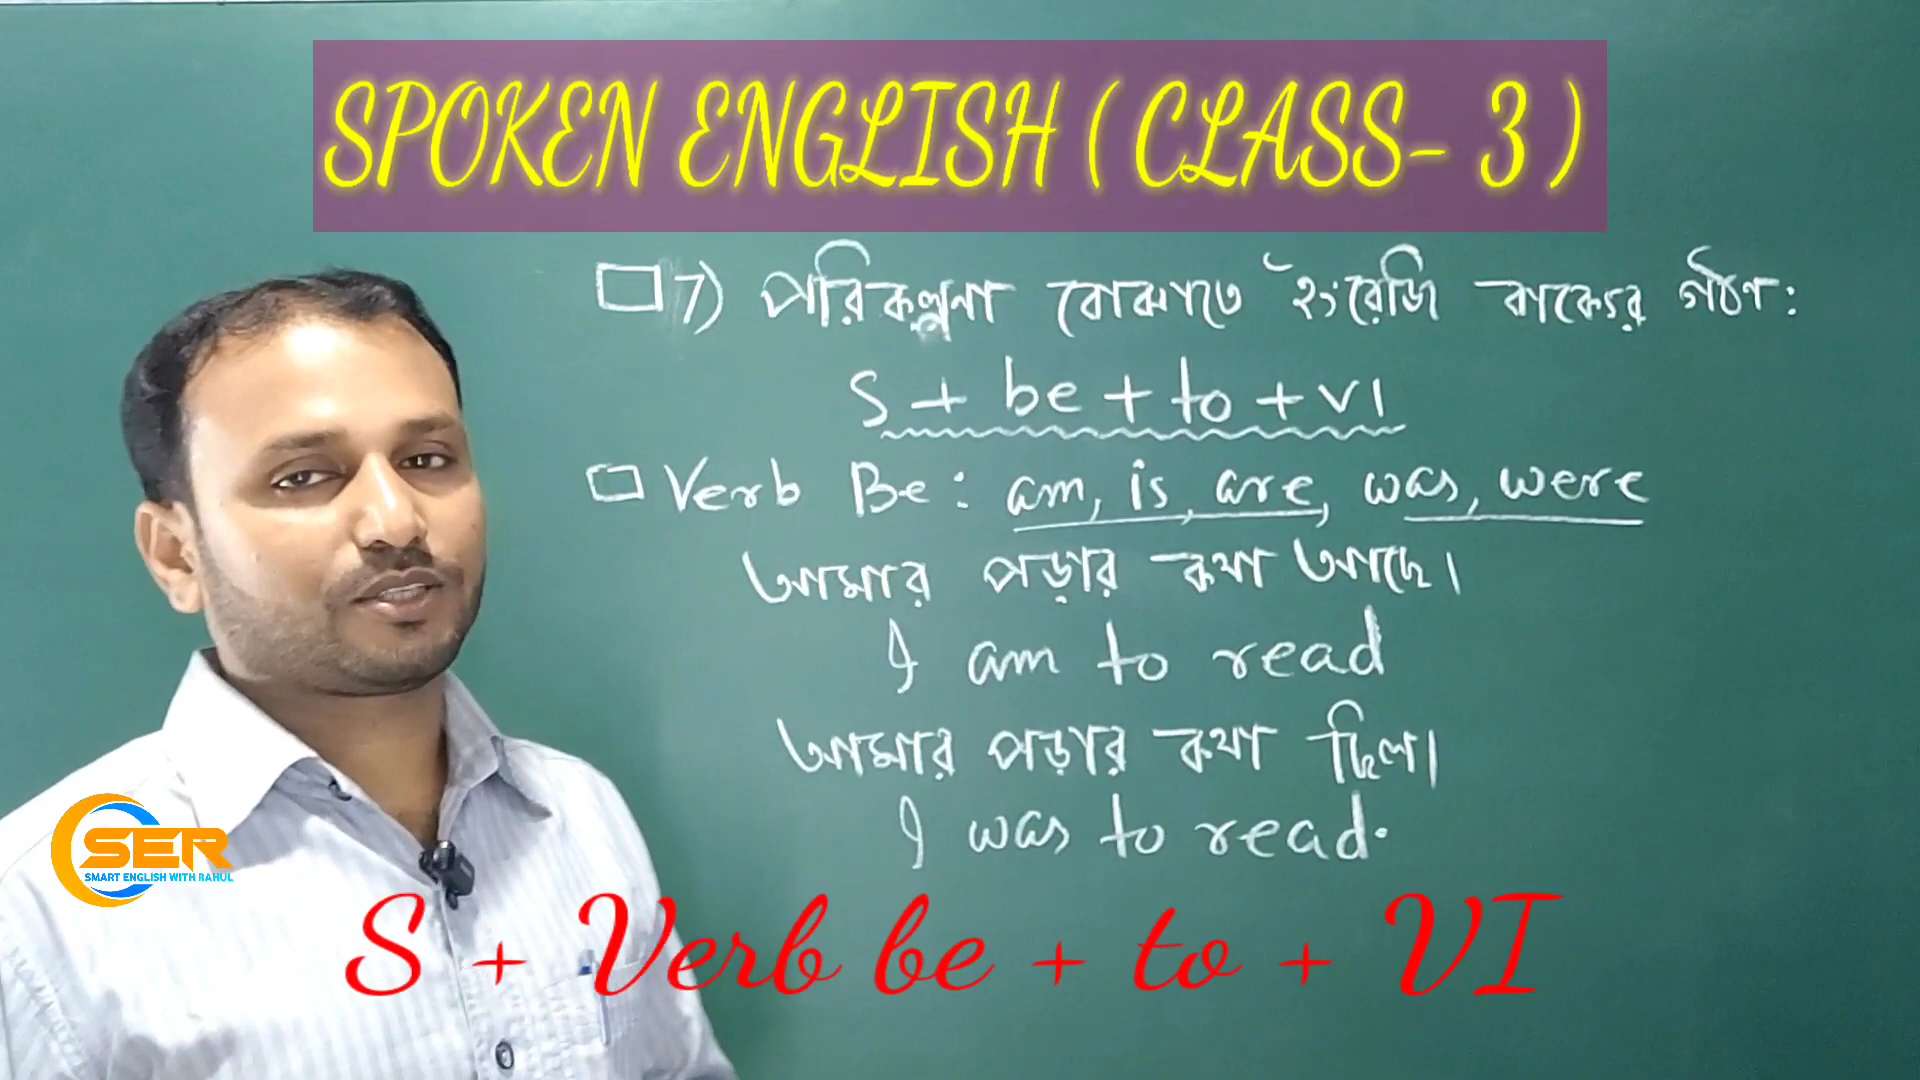 SPOKEN ENGLISH ( CLASS- 3 )
7) পরিকল্পনা বোঝাতে ইংরেজি বাক্যের গঠন:
S + be + to + V1
Verb Be: am, is, are, was, were
আমার পড়ার কথা আছে।
I am to read
আমার পড়ার কথা ছিল।
I was to read.
SER
SMART ENGLISH WITH RAHUL
S + Verb be + to + VI